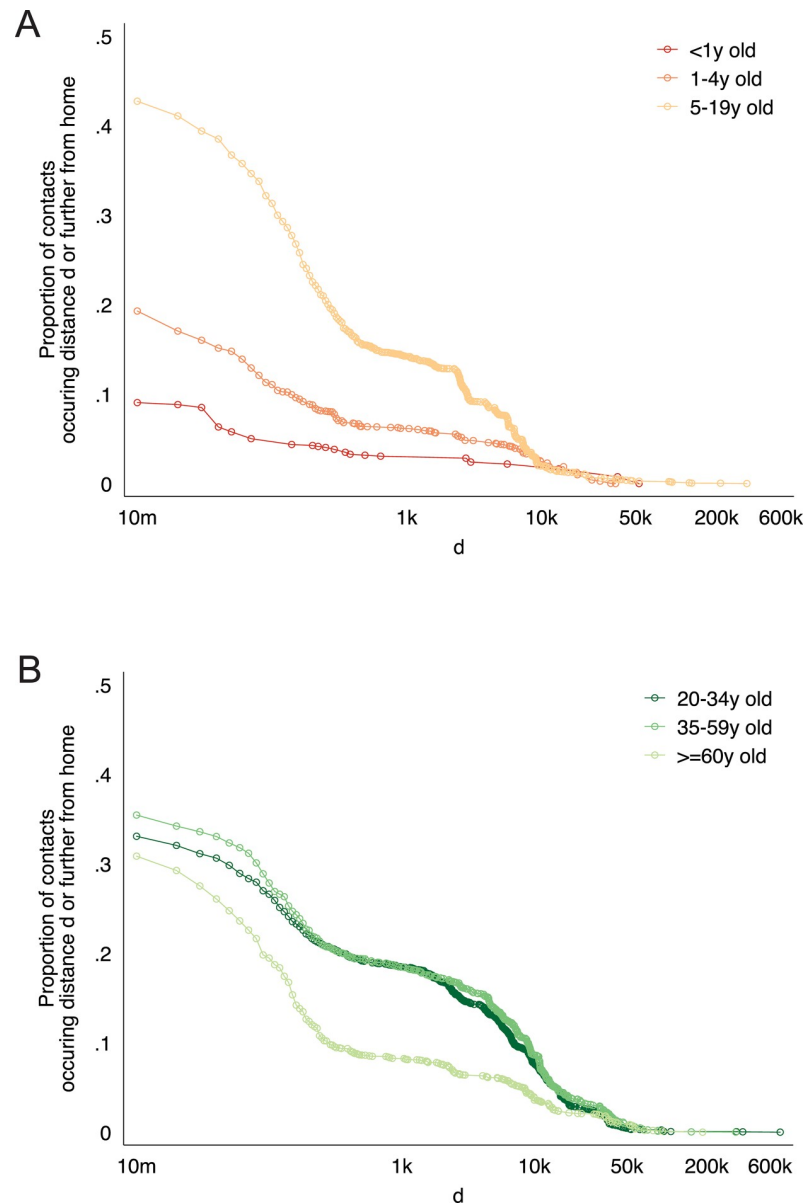 A
.5
.4
.3
.2
.1
0
Proportion of contacts
occuring distance d or further from home
<1y old
1-4y old
5-19y old
10m 1k 10k 50k 200k 600k
d
B
.5
.4
.3
.2
.1
0
Proportion of contacts
occuring distance d or further from home
20-34y old
35-59y old
>=60y old
10m 1k 10k 50k 200k 600k
d